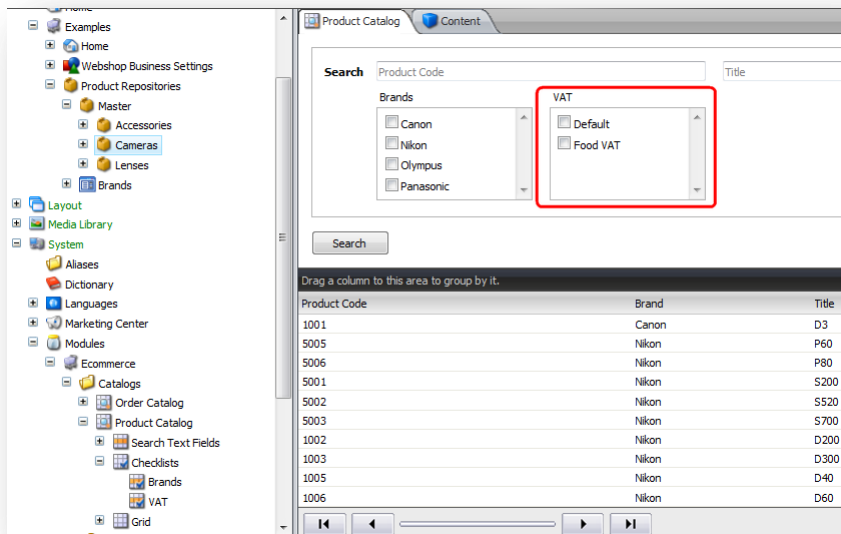 Home
Examples
Home
Webshop Business Settings
Product Repositories
Master
Accessories
Cameras
Lenses
Brands
Layout
Media Library
System
Aliases
Dictionary
Languages
Marketing Center
Modules
Ecommerce
Catalogs
Order Catalog
Product Catalog
Search Text Fields
Checklists
Brands
VAT
Grid
Product Catalog Content
Search Product Code Title
Brands VAT
Canon Default
Nikon Food VAT
Olympus
Panasonic
Search
Drag a column to this area to group by it.
Product Code Brand Title
1001 Canon D3
5005 Nikon P60
5006 Nikon P80
5001 Nikon S200
5002 Nikon S520
5003 Nikon S700
1002 Nikon D200
1003 Nikon D300
1005 Nikon D40
1006 Nikon D60